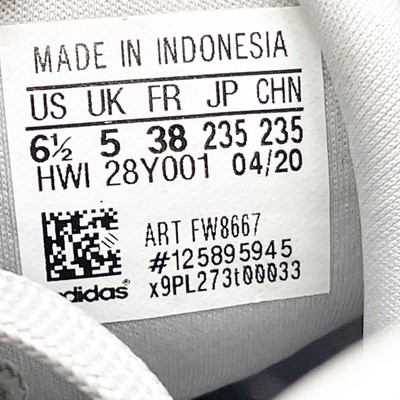 MADE IN INDONESIA
US UK FR JP CHN
6½ 5 38 235 235
HWI 28Y001 04/20
ART FW8667
#125895945
x9PL273t00033
adidas®